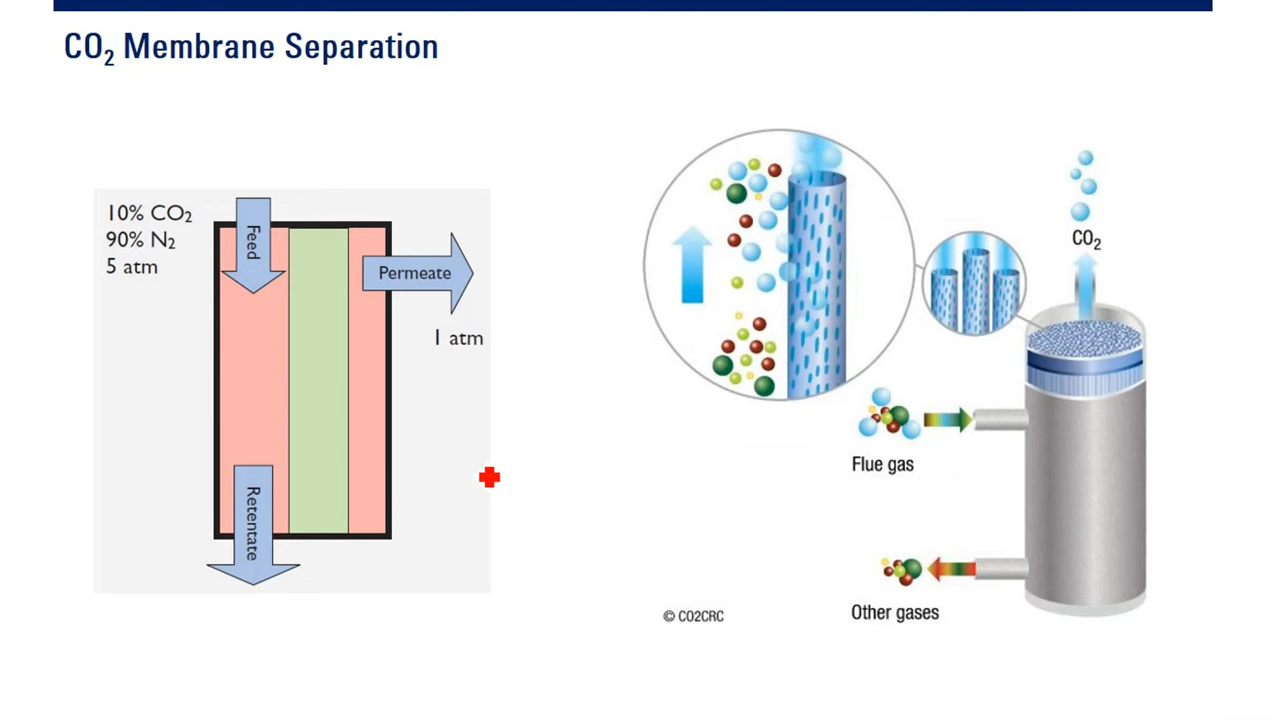 CO₂ Membrane Separation
10% CO₂
90% N₂
5 atm
Feed
Permeate
1 atm
Retentate
CO₂
Flue gas
Other gases
© CO2CRC